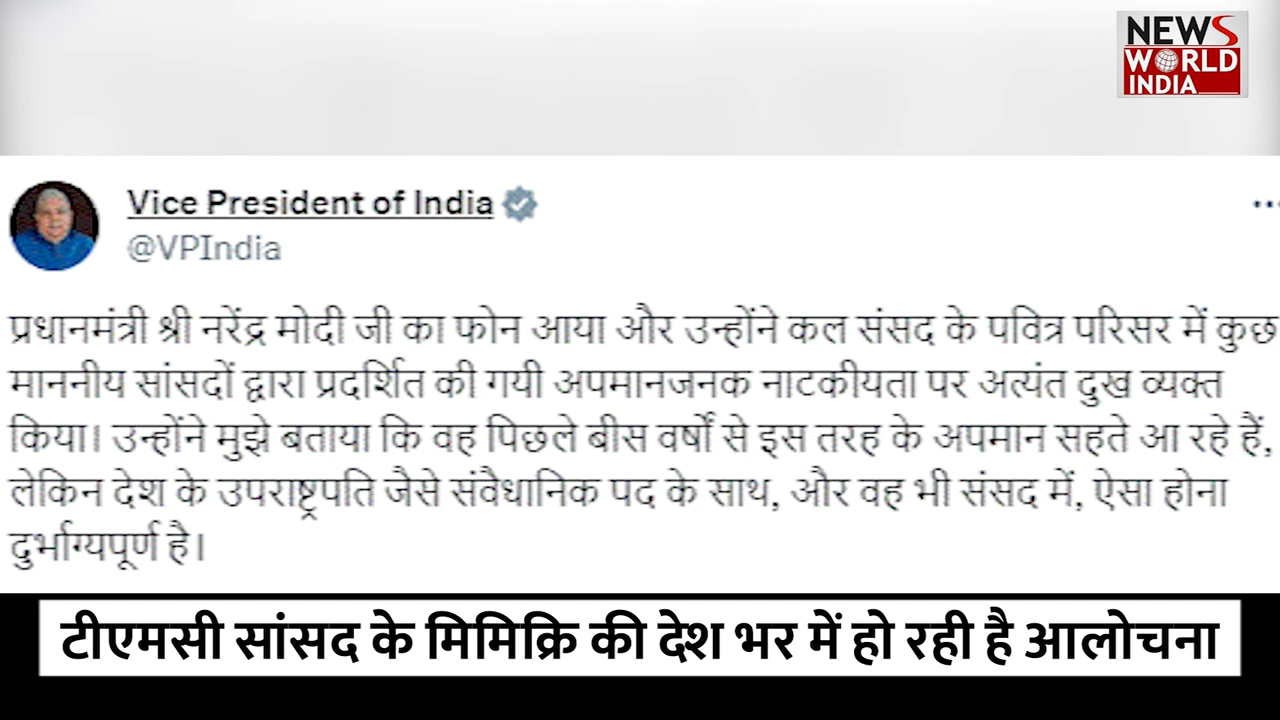 NEWS
WORLD
INDIA
Vice President of India
@VPIndia
प्रधानमंत्री श्री नरेंद्र मोदी जी का फोन आया और उन्होंने कल संसद के पवित्र परिसर में कुछ
माननीय सांसदों द्वारा प्रदर्शित की गयी अपमानजनक नाटकीयता पर अत्यंत दुख व्यक्त
किया। उन्होंने मुझे बताया कि वह पिछले बीस वर्षों से इस तरह के अपमान सहते आ रहे हैं,
लेकिन देश के उपराष्ट्रपति जैसे संवैधानिक पद के साथ, और वह भी संसद में, ऐसा होना
दुर्भाग्यपूर्ण है।
टीएमसी सांसद के मिमिक्रि की देश भर में हो रही है आलोचना